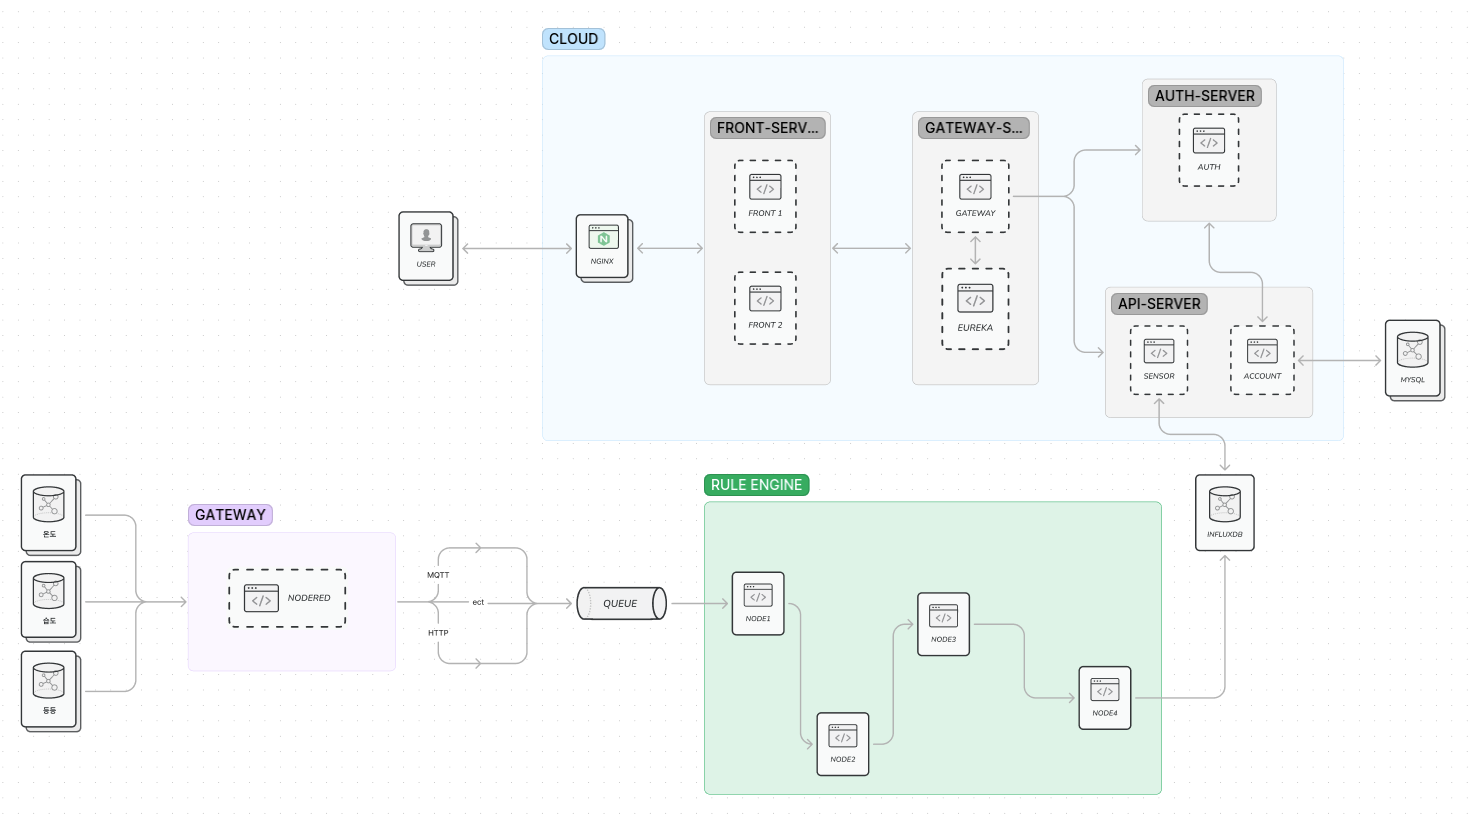 CLOUD
AUTH-SERVER
AUTH
FRONT-SERV...
FRONT 1
FRONT 2
GATEWAY-S...
GATEWAY
EUREKA
USER
NGINX
API-SERVER
SENSOR
ACCOUNT
MYSQL
온도
습도
등등
GATEWAY
NODERED
MQTT
ect
HTTP
QUEUE
RULE ENGINE
NODE1
NODE2
NODE3
NODE4
INFLUXDB